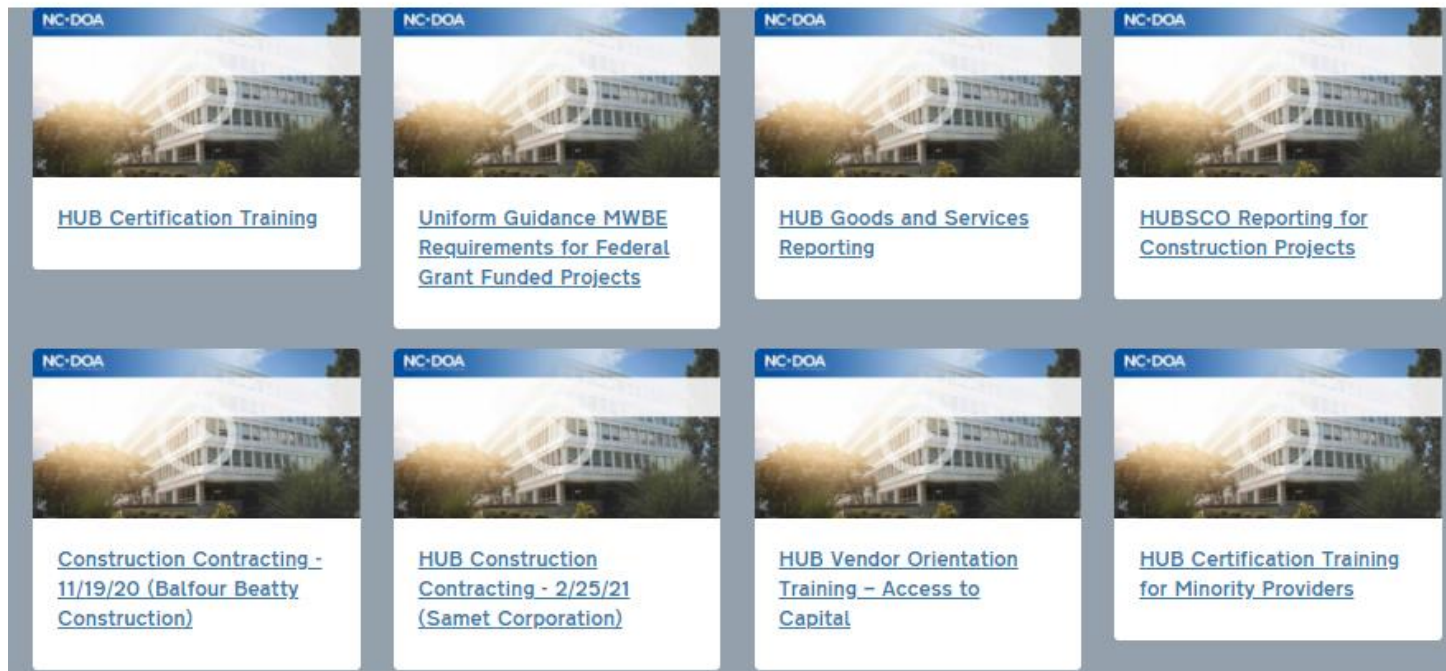 NC•DOA
NC•DOA
NC•DOA
NC•DOA
HUB Certification Training
Uniform Guidance MWBE
Requirements for Federal
Grant Funded Projects
HUB Goods and Services
Reporting
HUBSCO Reporting for
Construction Projects
NC•DOA
NC•DOA
NC•DOA
NC•DOA
Construction Contracting -
11/19/20 (Balfour Beatty
Construction)
HUB Construction
Contracting - 2/25/21
(Samet Corporation)
HUB Vendor Orientation
Training – Access to
Capital
HUB Certification Training
for Minority Providers